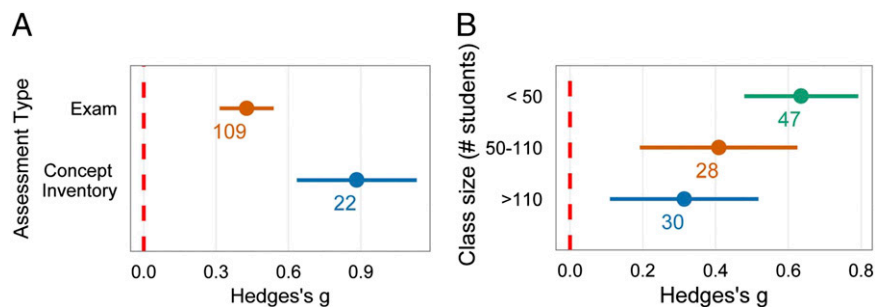 A
Assessment Type
Exam
109
Concept
Inventory
22
0.0 0.3 0.6 0.9
Hedges's g
B
Class size (# students)
< 50
47
50-110
28
>110
30
0.0 0.2 0.4 0.6 0.8
Hedges's g